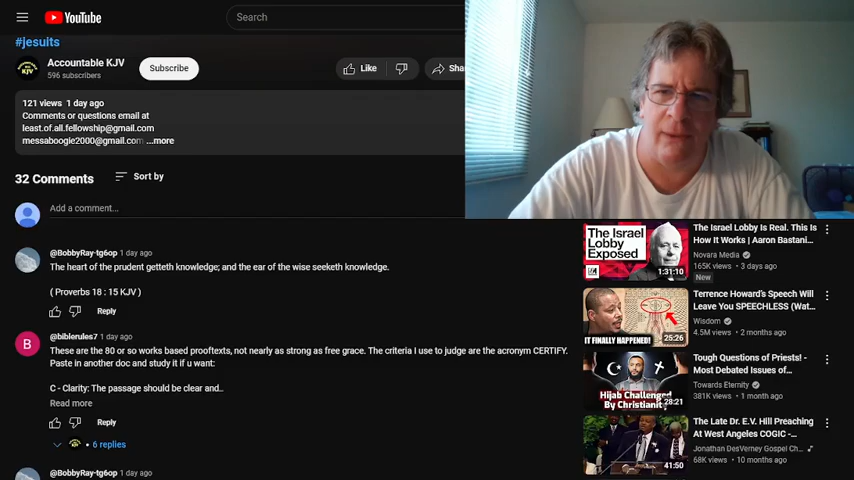 YouTube
Search
#jesuits
Accountable KJV
596 subscribers
Subscribe
Like
Sha
121 views 1 day ago
Comments or questions email at
least.of.all.fellowship@gmail.com
messaboogie2000@gmail.com ...more
32 Comments
Sort by
Add a comment...
@BobbyRay-tg6op 1 day ago
The heart of the prudent getteth knowledge; and the ear of the wise seeketh knowledge.
( Proverbs 18 : 15 KJV )
Reply
B
@biblerules7 1 day ago
These are the 80 or so works based prooftexts, not nearly as strong as free grace. The criteria I use to judge are the acronym CERTIFY.
Paste in another doc and study it if u want:
C - Clarity: The passage should be clear and..
Read more
Reply
KJV
6 replies
@BobbyRay-tg6op 1 day ago
The Israel
Lobby
Exposed
1:31:10
The Israel Lobby Is Real. This Is
How It Works | Aaron Bastani...
Novara Media
165K views • 3 days ago
New
IT FINALLY HAPPENED!
25:26
Terrence Howard's Speech Will
Leave You SPEECHLESS (Wat...
Wisdom
4.5M views • 2 months ago
Hijab Challenged
By Christianity
28:21
Tough Questions of Priests! -
Most Debated Issues of...
Towards Eternity
381K views • 1 month ago
41:50
The Late Dr. E.V. Hill Preaching
At West Angeles COGIC -...
Jonathan DesVerney Gospel Ch...
68K views • 10 months ago